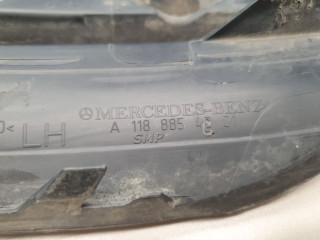 MERCEDES-BENZ
A 118 885
LH
SMP